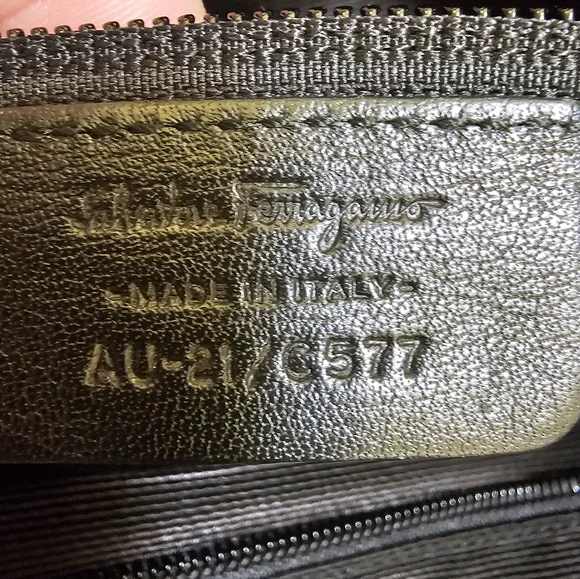 Salvatore Ferragamo
-MADE IN ITALY-
AU-21/C577